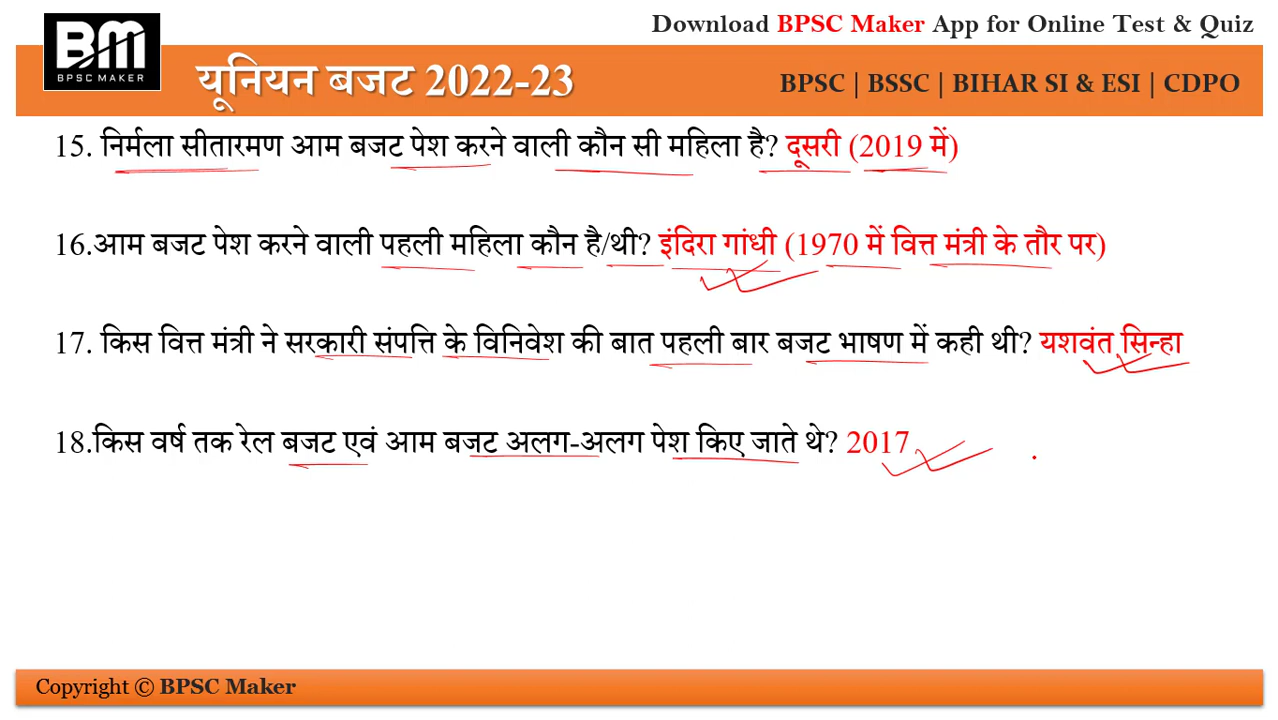 Download BPSC Maker App for Online Test & Quiz
BM
BPSC MAKER
यूनियन बजट 2022-23
BPSC | BSSC | BIHAR SI & ESI | CDPO
15. निर्मला सीतारमण आम बजट पेश करने वाली कौन सी महिला है? दूसरी (2019 में)
16.आम बजट पेश करने वाली पहली महिला कौन है/थी? इंदिरा गांधी (1970 में वित्त मंत्री के तौर पर)
17. किस वित्त मंत्री ने सरकारी संपत्ति के विनिवेश की बात पहली बार बजट भाषण में कही थी? यशवंत सिन्हा
18.किस वर्ष तक रेल बजट एवं आम बजट अलग-अलग पेश किए जाते थे? 2017
Copyright © BPSC Maker